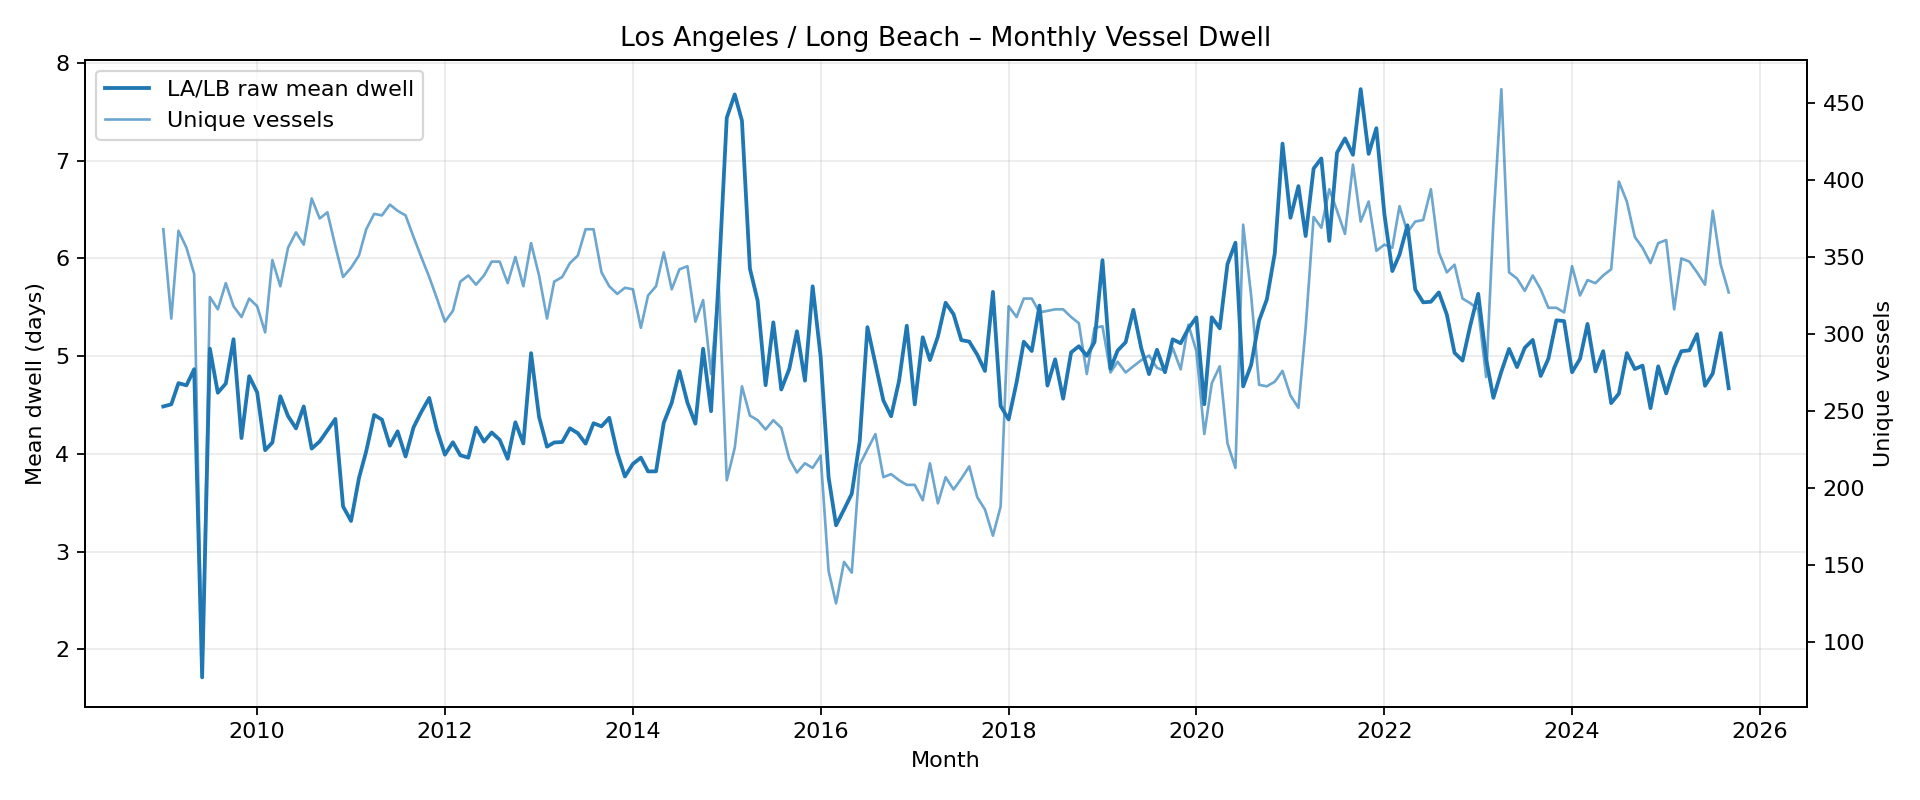 Los Angeles / Long Beach – Monthly Vessel Dwell
LA/LB raw mean dwell
Unique vessels
Mean dwell (days)
8
7
6
5
4
3
2
450
400
350
300
250
200
150
100
Unique vessels
2010 2012 2014 2016 2018 2020 2022 2024 2026
Month